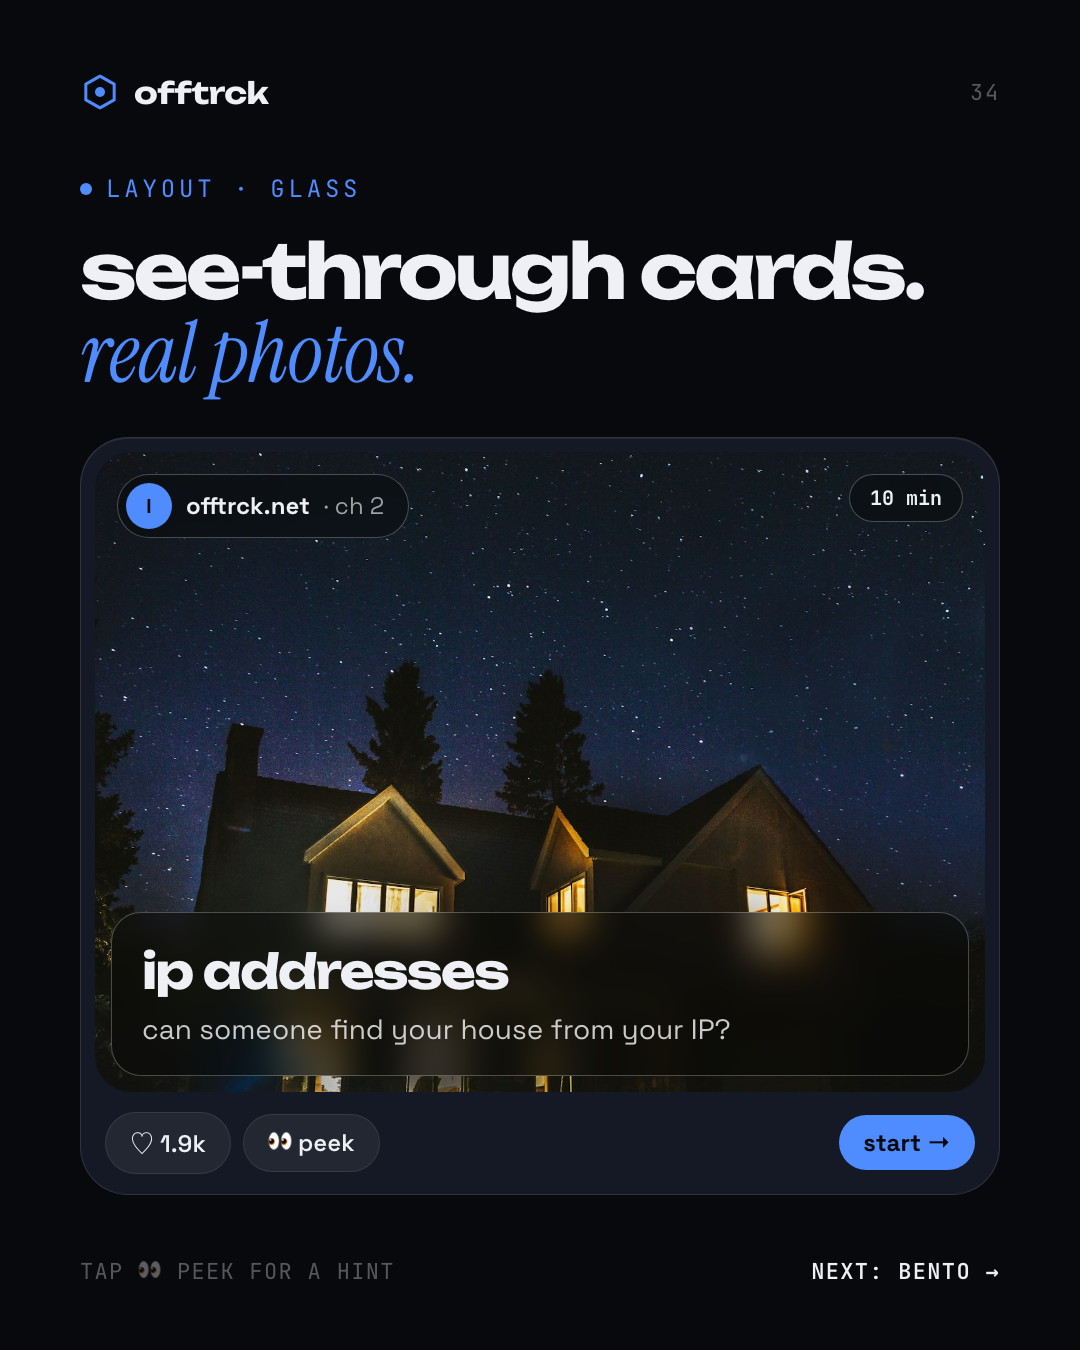 offtrck
34
LAYOUT · GLASS
see-through cards.
real photos.
I offtrck.net · ch 2
10 min
ip addresses
can someone find your house from your IP?
♡ 1.9k
👀 peek
start →
TAP 👀 PEEK FOR A HINT
NEXT: BENTO →